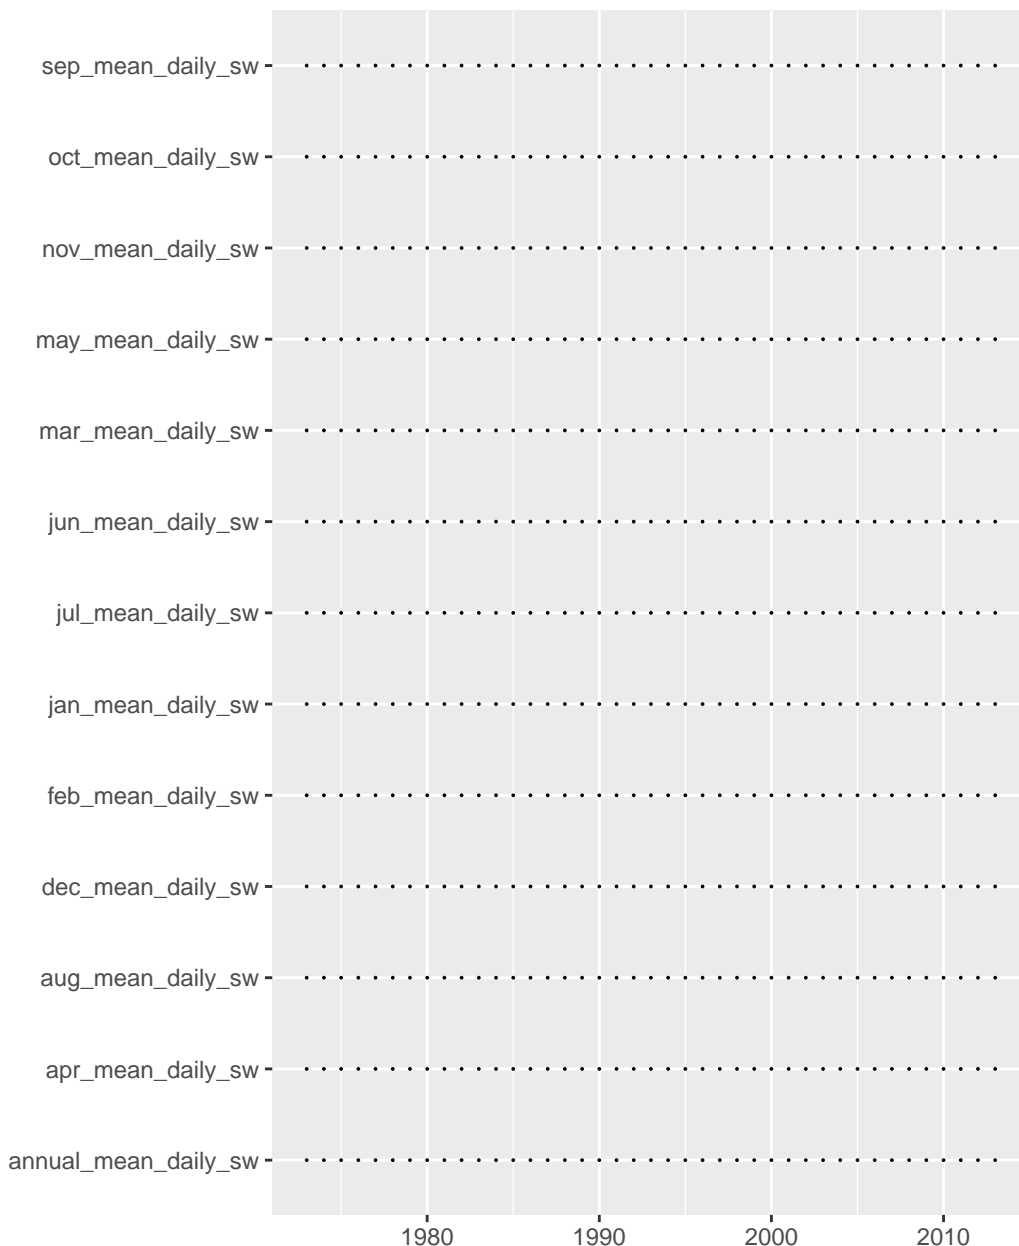 sep_mean_daily_sw
oct_mean_daily_sw
nov_mean_daily_sw
may_mean_daily_sw
mar_mean_daily_sw
jun_mean_daily_sw
jul_mean_daily_sw
jan_mean_daily_sw
feb_mean_daily_sw
dec_mean_daily_sw
aug_mean_daily_sw
apr_mean_daily_sw
annual_mean_daily_sw
1980 1990 2000 2010